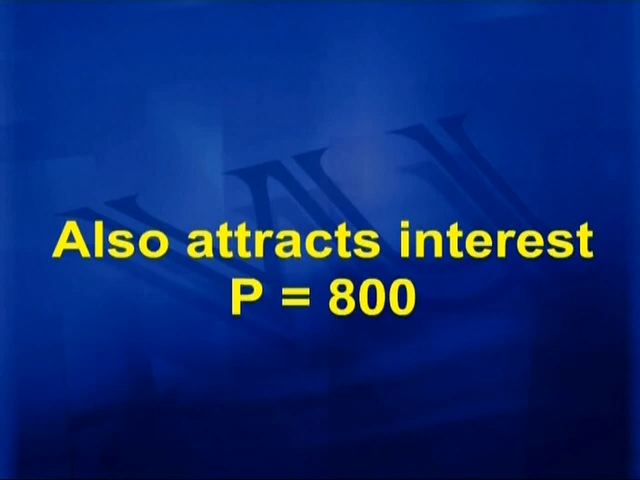 Also attracts interest
P = 800